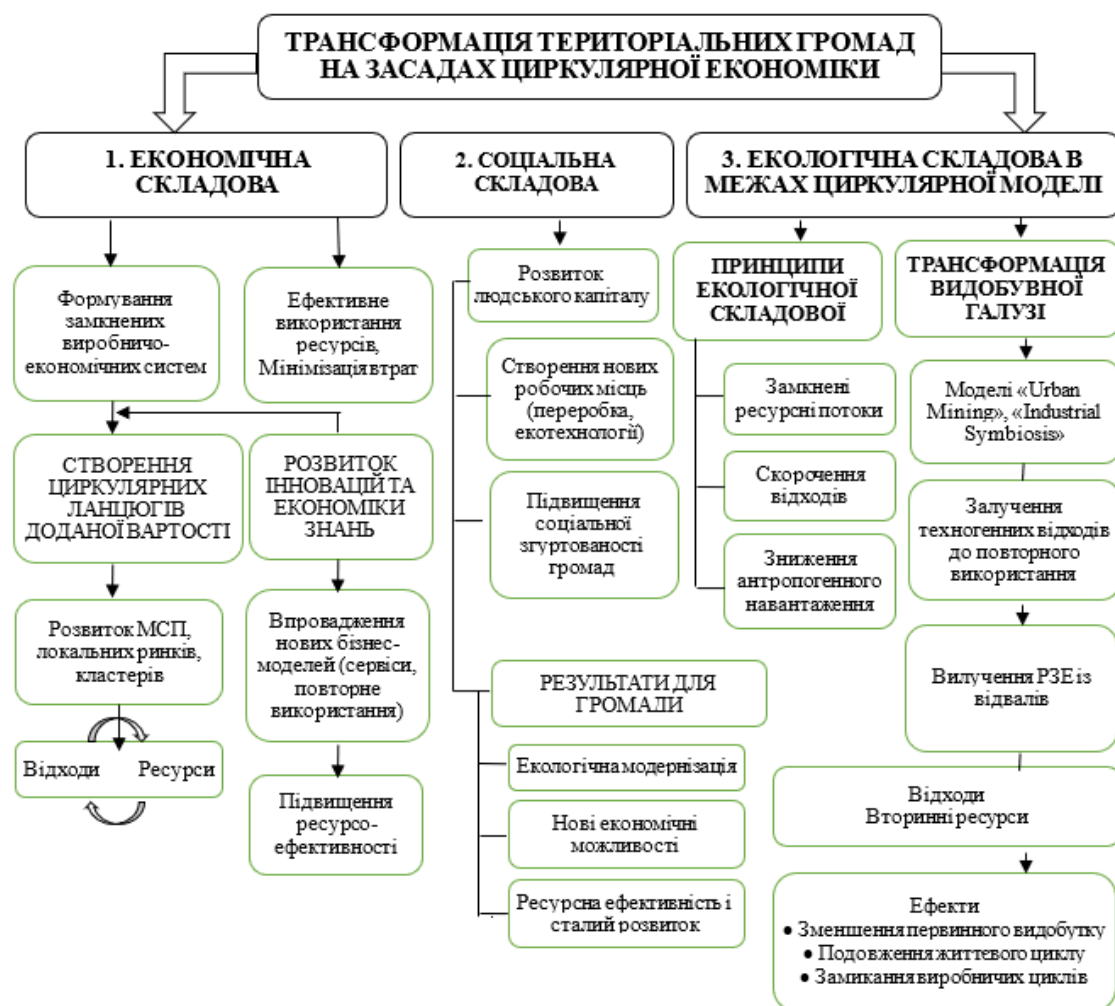 ТРАНСФОРМАЦІЯ ТЕРИТОРІАЛЬНИХ ГРОМАД
НА ЗАСАДАХ ЦИРКУЛЯРНОЇ ЕКОНОМІКИ
1. ЕКОНОМІЧНА
СКЛАДОВА
Формування
замкнених
виробничо-
економічних систем
Ефективне
використання
ресурсів,
Мінімізація втрат
СТВОРЕННЯ
ЦИРКУЛЯРНИХ
ЛАНЦЮГІВ
ДОДАНОЇ ВАРТОСТІ
РОЗВИТОК
ІННОВАЦІЙ ТА
ЕКОНОМІКИ
ЗНАНЬ
Розвиток МСП,
локальних ринків,
кластерів
Впровадження
нових бізнес-
моделей (сервіси,
повторне
використання)
Відходи
Ресурси
Підвищення
ресурсо-
ефективності
2. СОЦІАЛЬНА
СКЛАДОВА
Розвиток
людського капіталу
Створення нових
робочих місць
(переробка,
екотехнології)
Підвищення
соціальної
згуртованості
громад
РЕЗУЛЬТАТИ ДЛЯ
ГРОМАДИ
Екологічна модернізація
Нові економічні
можливості
Ресурсна ефективність і
сталий розвиток
3. ЕКОЛОГІЧНА СКЛАДОВА В
МЕЖАХ ЦИРКУЛЯРНОЇ МОДЕЛІ
ПРИНЦИПИ
ЕКОЛОГІЧНОЇ
СКЛАДОВОЇ
Замкнені
ресурсні потоки
Скорочення
відходів
Зниження
антропогенного
навантаження
ТРАНСФОРМАЦІЯ
ВИДОБУВНОЇ
ГАЛУЗІ
Моделі «Urban
Mining», «Industrial
Symbiosis»
Залучення
техногенних відходів
до повторного
використання
Вилучення РЗЕ із
відвалів
Відходи
Вторинні ресурси
Ефекти
● Зменшення первинного видобутку
● Подовження життєвого циклу
● Замикання виробничих циклів